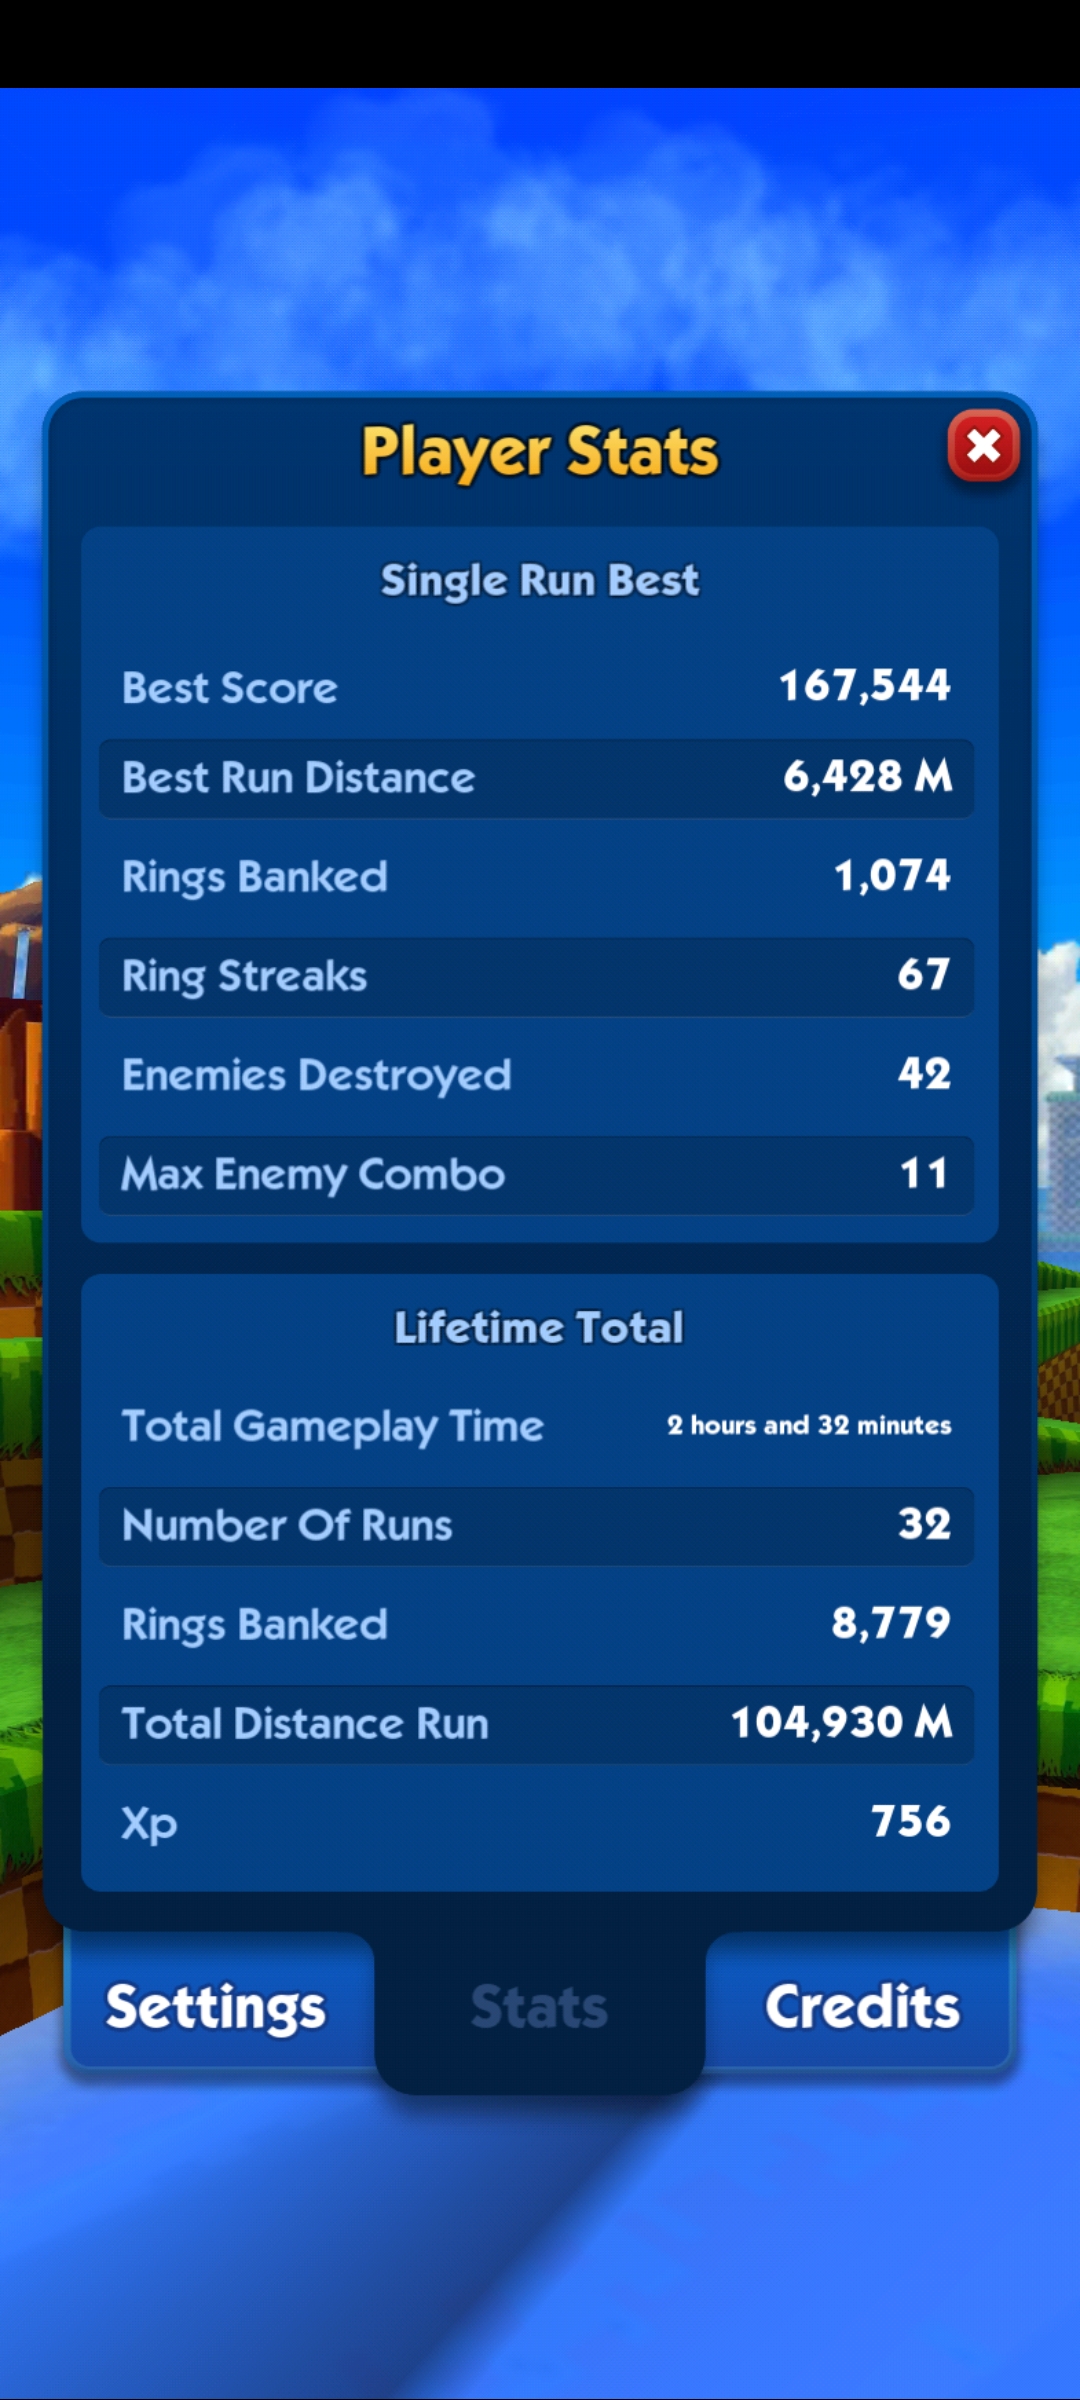 Player Stats
Single Run Best
Best Score 167,544
Best Run Distance 6,428 M
Rings Banked 1,074
Ring Streaks 67
Enemies Destroyed 42
Max Enemy Combo 11
Lifetime Total
Total Gameplay Time 2 hours and 32 minutes
Number Of Runs 32
Rings Banked 8,779
Total Distance Run 104,930 M
Xp 756
Settings Stats Credits